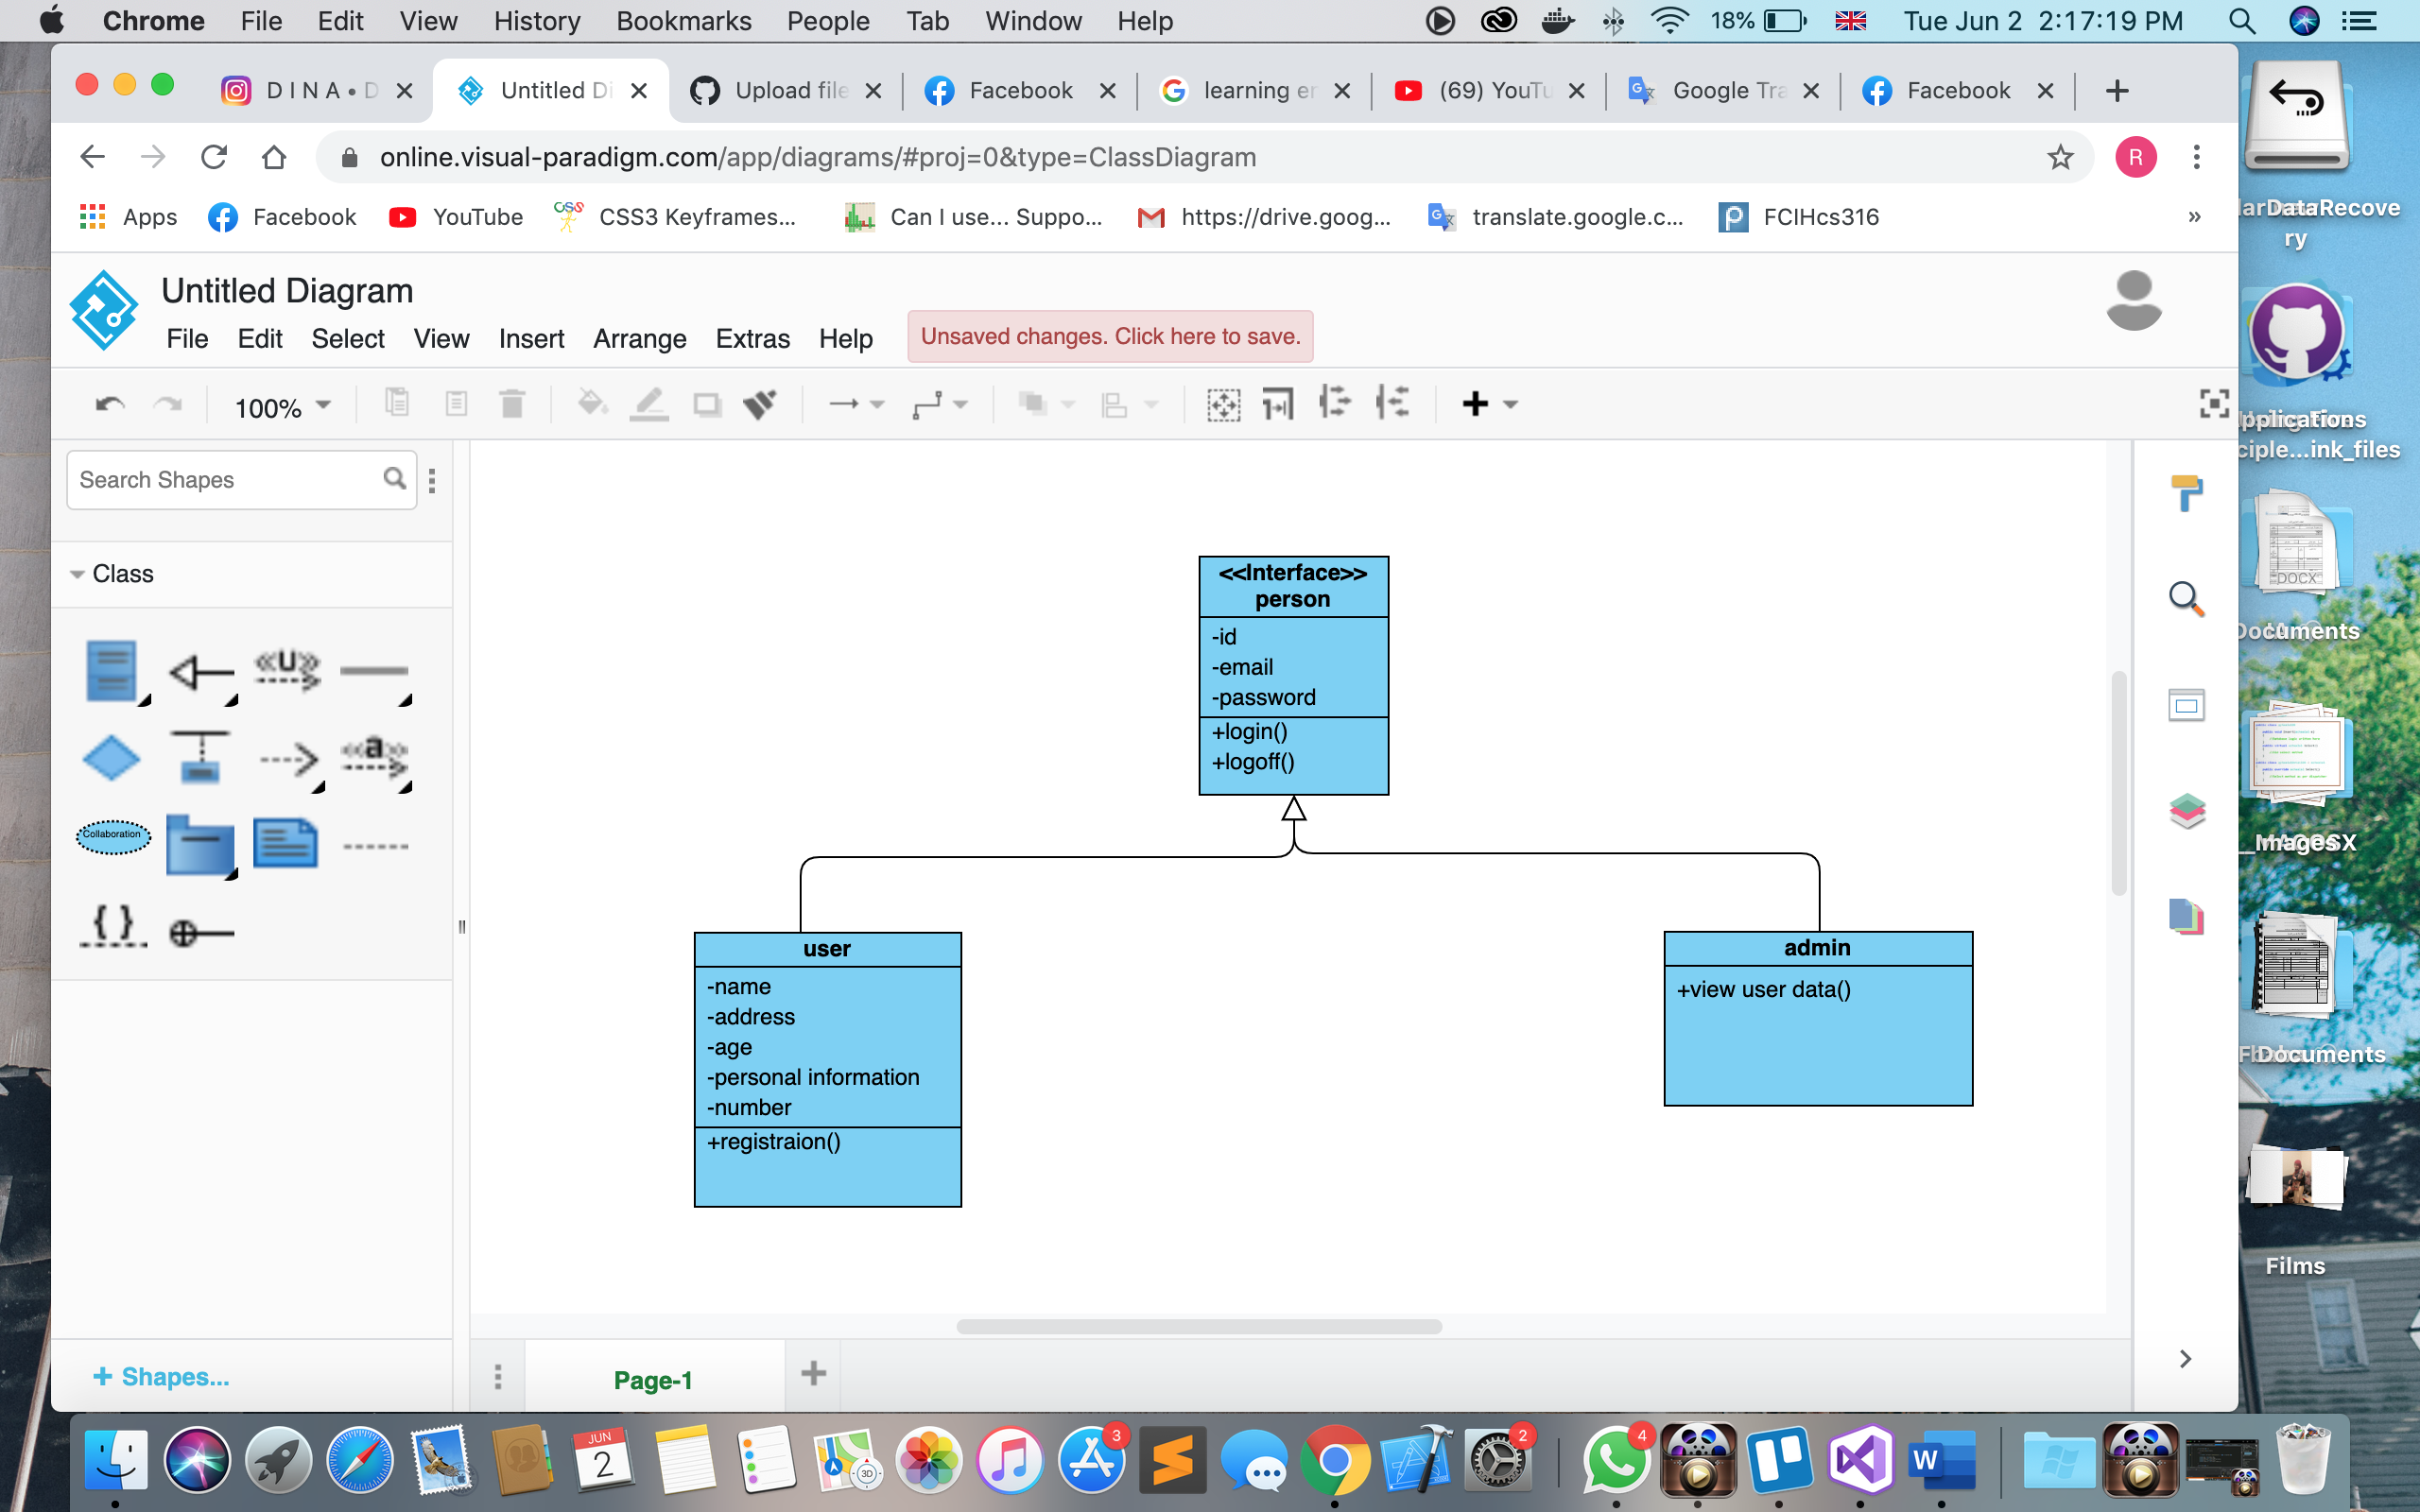 Chrome File Edit View History Bookmarks People Tab Window Help 18% Tue Jun 2 2:17:19 PM
D I N A • D Untitled Di Upload file Facebook learning er (69) YouTu Google Tra Facebook
online.visual-paradigm.com/app/diagrams/#proj=0&type=ClassDiagram R
Apps Facebook YouTube CSS3 Keyframes... Can I use... Suppo... https://drive.goog... translate.google.c... FCIHcs316 »
Untitled Diagram
File Edit Select View Insert Arrange Extras Help Unsaved changes. Click here to save.
100%
Search Shapes
Class
<<U>>
<<a>>
Collaboration
{ }
+ Shapes...
<<Interface>>
person
-id
-email
-password
+login()
+logoff()
user
-name
-address
-age
-personal information
-number
+registraion()
admin
+view user data()
Page-1
DataRecove
ry
ink_files
DOCX
Documents
Images
Documents
Films
JUN
2
3D
3
2
4
W